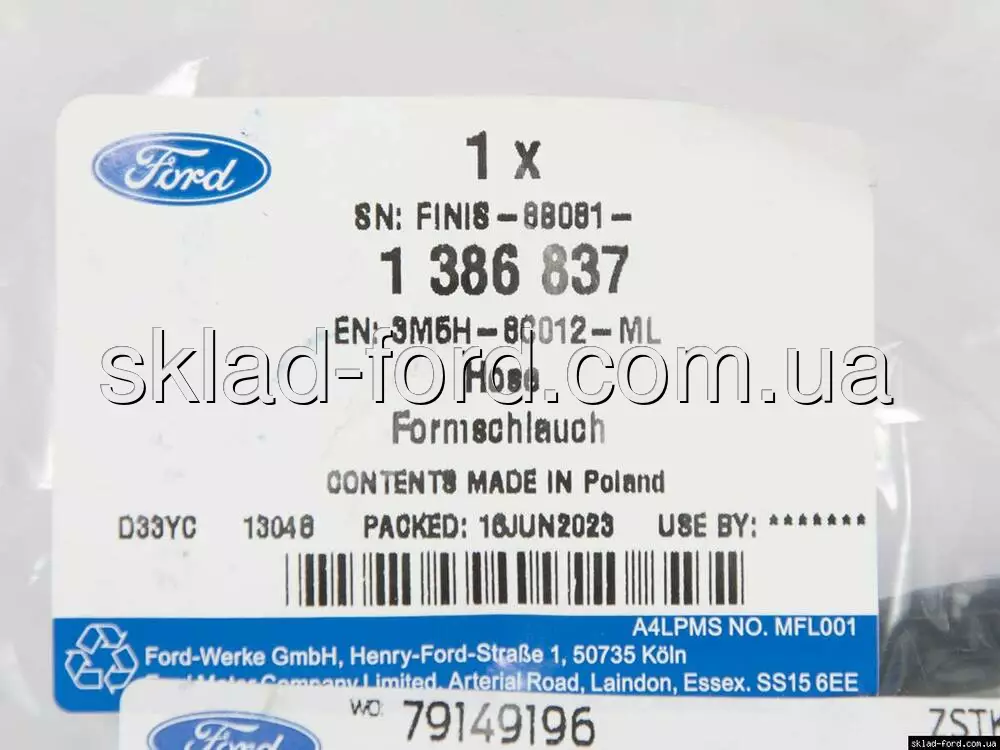 Ford
1 x
SN: FINIS-88081-
1 386 837
EN: 3M5H-8C012-ML
sklad-ford.com.ua
Hose
Formschlauch
CONTENTS MADE IN Poland
D33YC 13048 PACKED: 16JUN2023 USE BY: *******
A4LPMS NO. MFL001
Ford-Werke GmbH, Henry-Ford-Straße 1, 50735 Köln
Ford Motor Company Limited. Arterial Road, Laindon, Essex. SS15 6EE
WO: 79149196
Ford
sklad-ford.com.ua